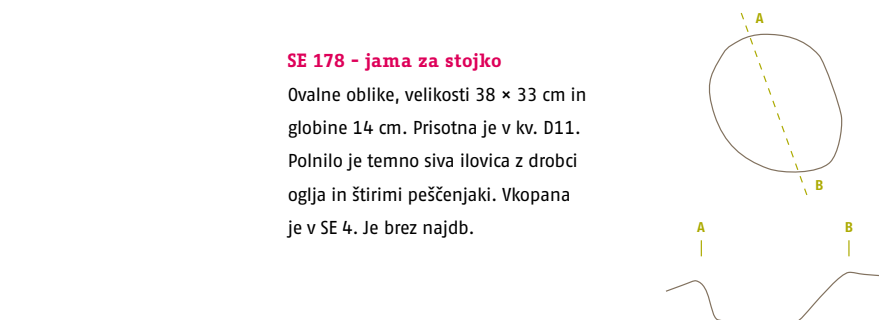 SE 178 - jama za stojko
Ovalne oblike, velikosti 38 × 33 cm in
globine 14 cm. Prisotna je v kv. D11.
Polnilo je temno siva ilovica z drobci
oglja in štirimi peščenjaki. Vkopana
je v SE 4. Je brez najdb.
A
B
A B